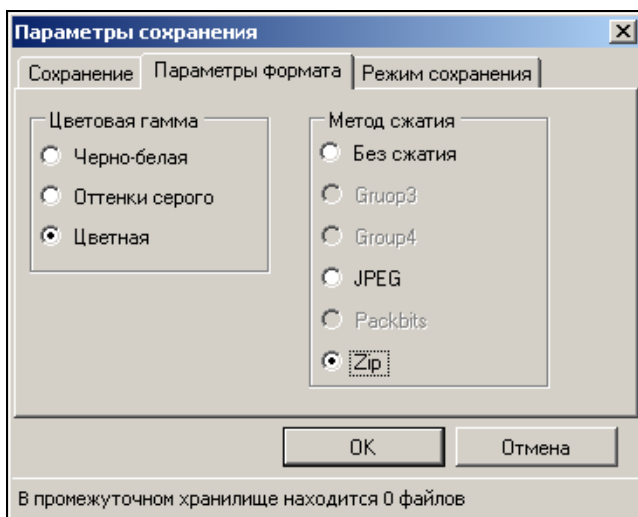 Параметры сохранения
Сохранение
Параметры формата
Режим сохранения
Цветовая гамма
Черно-белая
Оттенки серого
Цветная
Метод сжатия
Без сжатия
Gruop3
Group4
JPEG
Packbits
Zip
OK
Отмена
В промежуточном хранилище находится 0 файлов